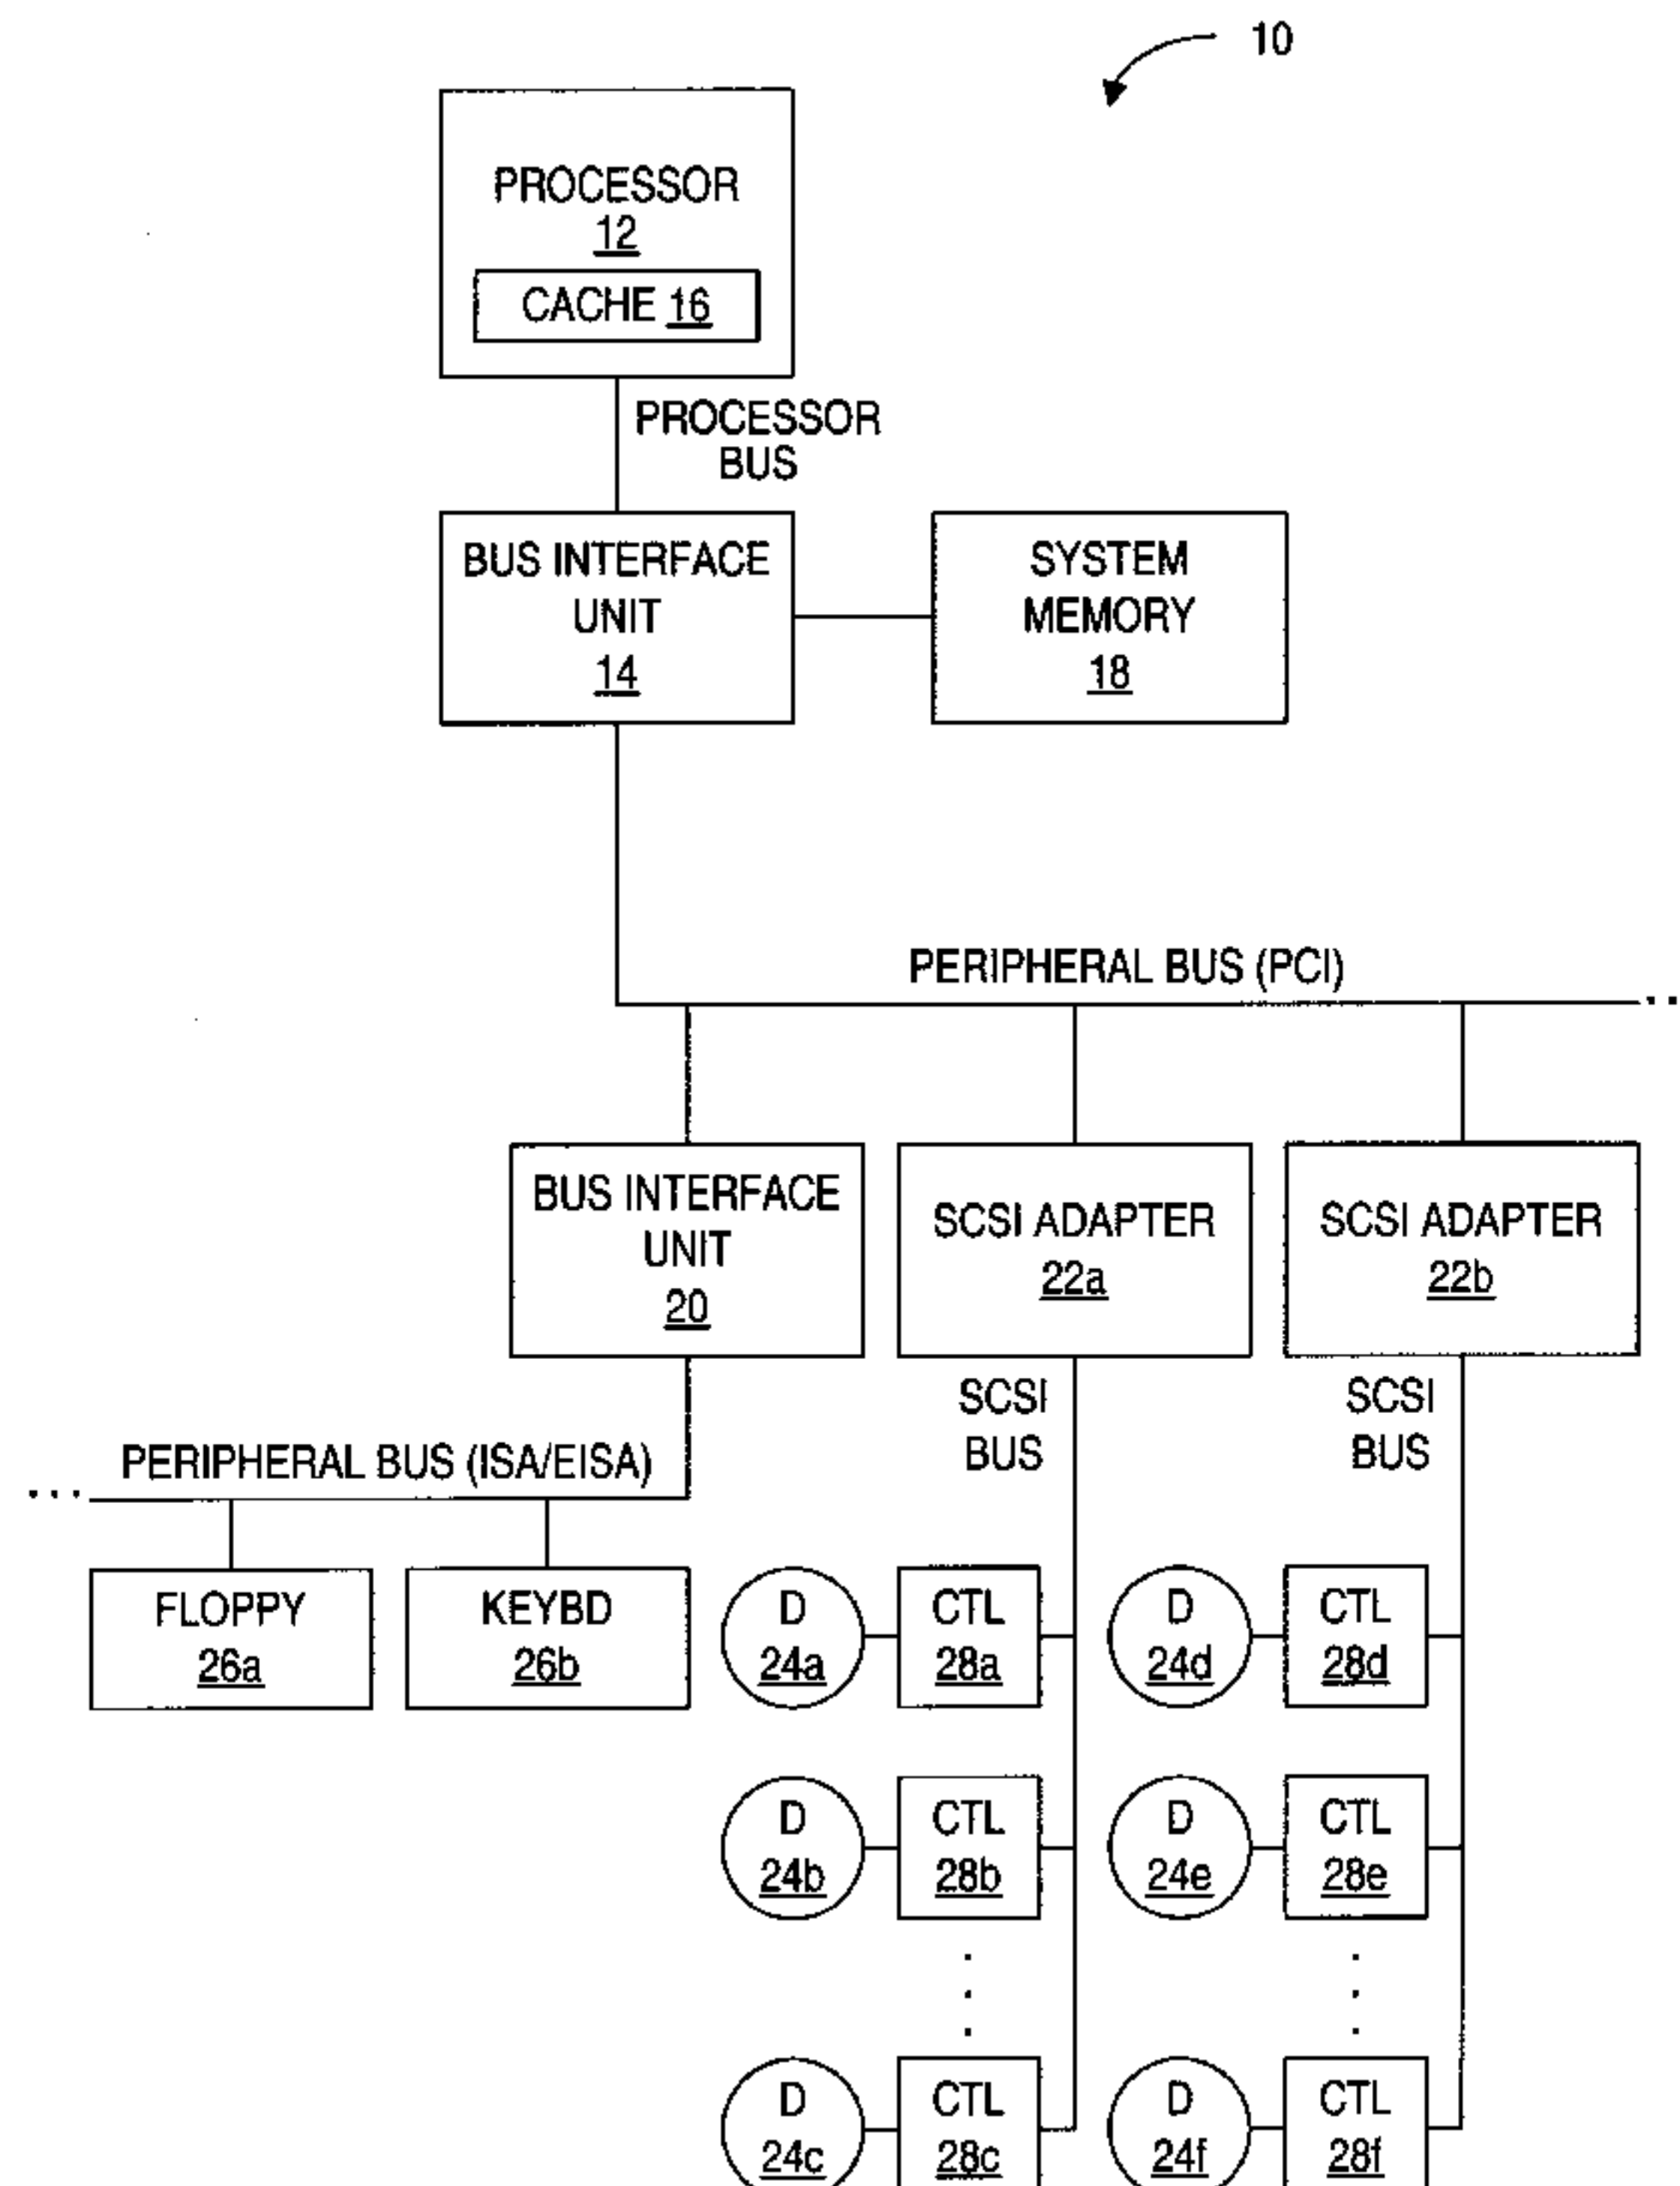 10
PROCESSOR
12
CACHE 16
PROCESSOR
BUS
BUS INTERFACE
UNIT
14
SYSTEM
MEMORY
18
PERIPHERAL BUS (PCI)
BUS INTERFACE
UNIT
20
SCSI ADAPTER
22a
SCSI ADAPTER
22b
SCSI
BUS
SCSI
BUS
PERIPHERAL BUS (ISA/EISA)
FLOPPY
26a
KEYBD
26b
D
24a
CTL
28a
D
24d
CTL
28d
D
24b
CTL
28b
D
24e
CTL
28e
D
24c
CTL
28c
D
24f
CTL
28f